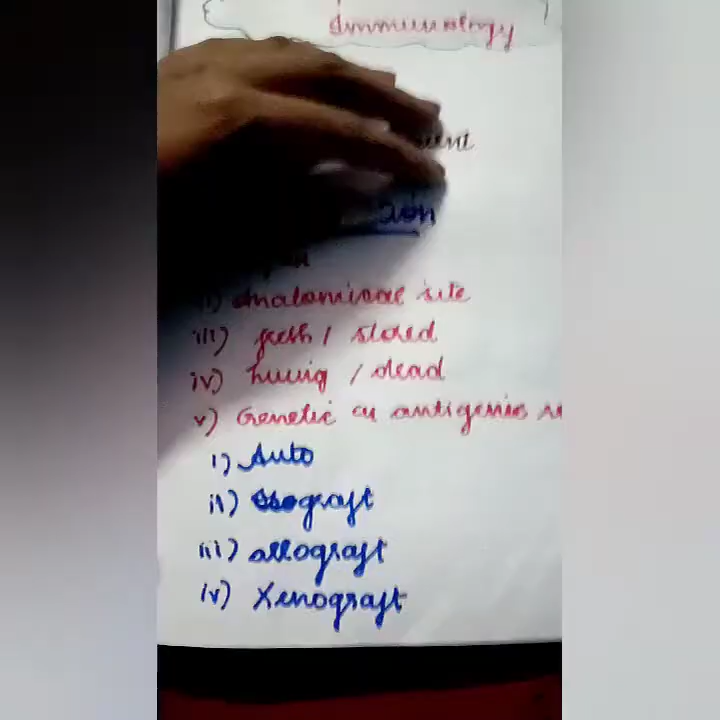 Immunology
ii) Anatomical site
iii) fresh / stored
iv) living / dead
v) Genetic or antigenic
i) Auto
ii) Isograft
iii) allograft
iv) Xenograft